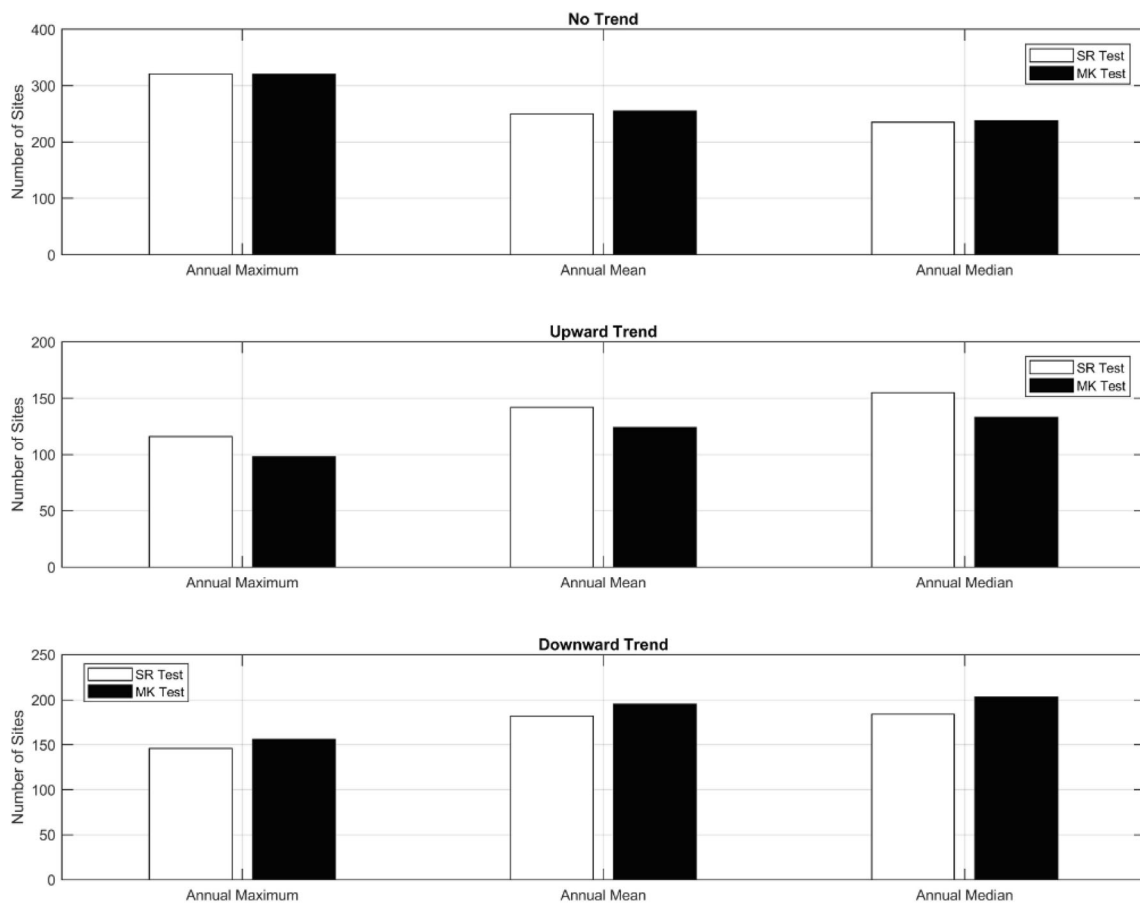 No Trend
400
300
200
100
0
Number of Sites
SR Test
MK Test
Annual Maximum Annual Mean Annual Median
Upward Trend
200
150
100
50
0
Number of Sites
SR Test
MK Test
Annual Maximum Annual Mean Annual Median
Downward Trend
250
200
150
100
50
0
Number of Sites
SR Test
MK Test
Annual Maximum Annual Mean Annual Median